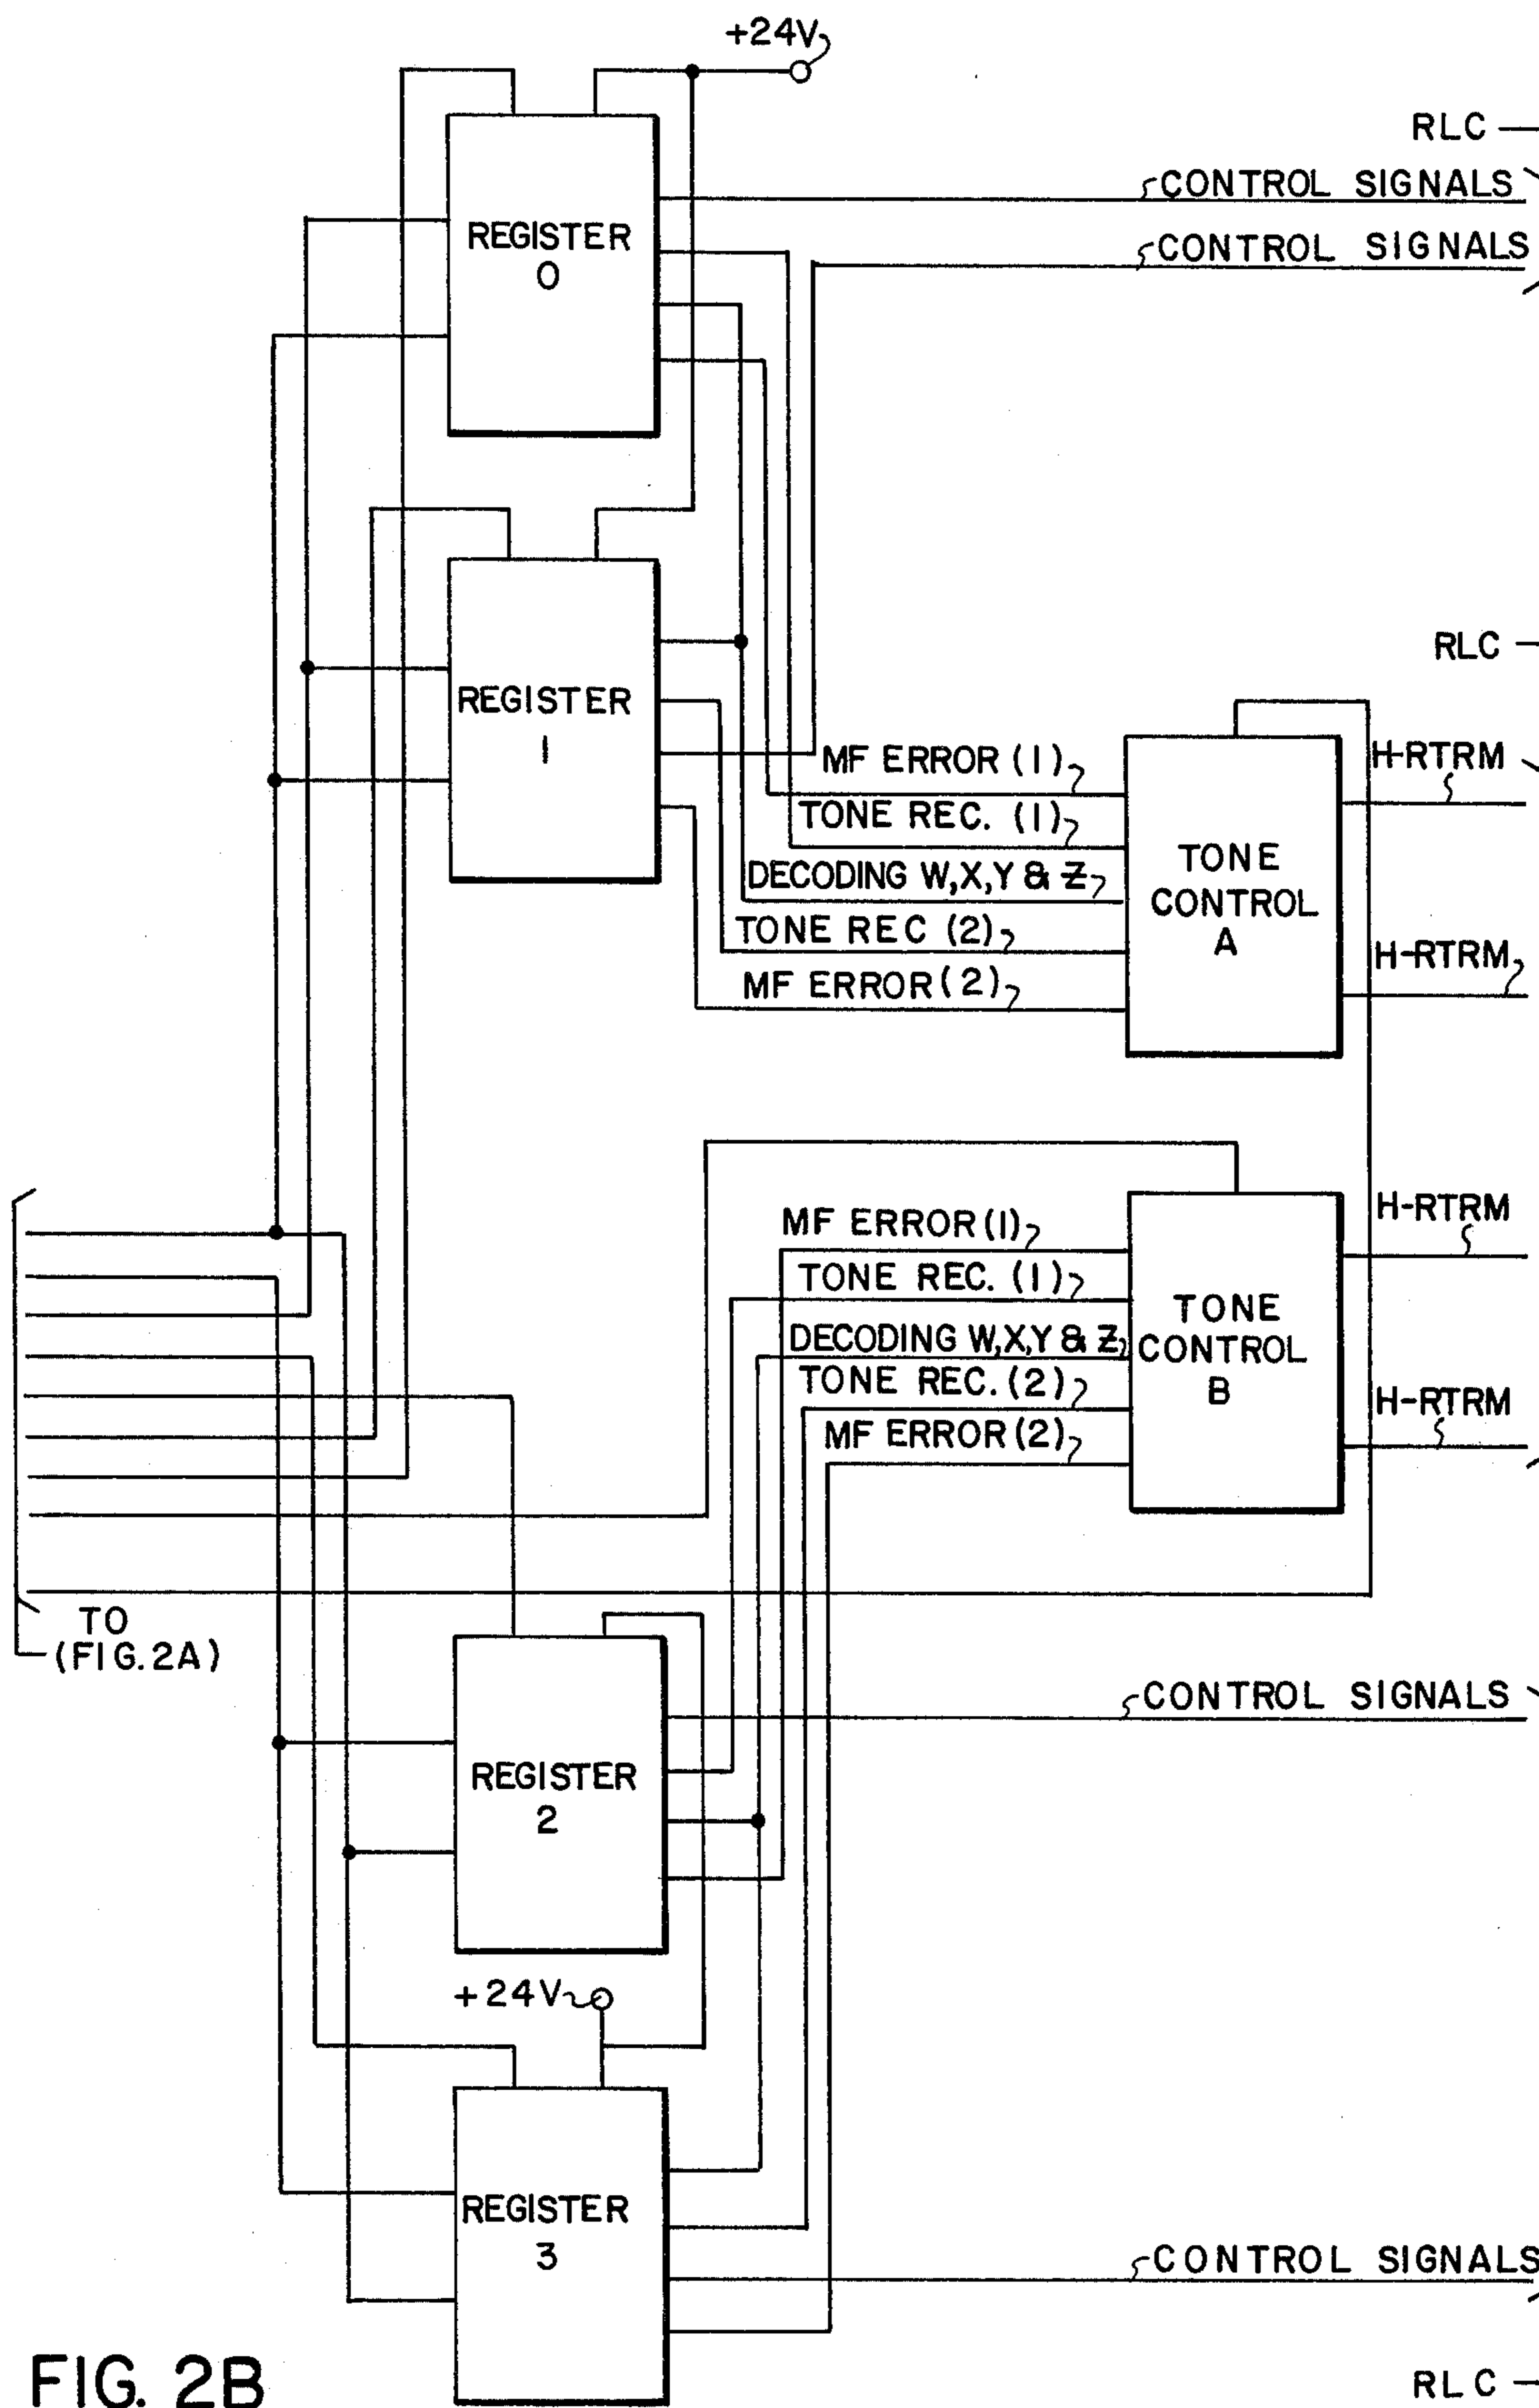 +24V
RLC
CONTROL SIGNALS
CONTROL SIGNALS
REGISTER
0
RLC
REGISTER
1
MF ERROR (1)
TONE REC. (1)
DECODING W,X,Y & Z
TONE REC (2)
MF ERROR (2)
TONE
CONTROL
A
H-RTRM
H-RTRM
MF ERROR (1)
TONE REC. (1)
DECODING W,X,Y & Z
TONE REC. (2)
MF ERROR (2)
TONE
CONTROL
B
H-RTRM
H-RTRM
TO
(FIG. 2A)
CONTROL SIGNALS
REGISTER
2
+24V
REGISTER
3
CONTROL SIGNALS
RLC
FIG. 2B